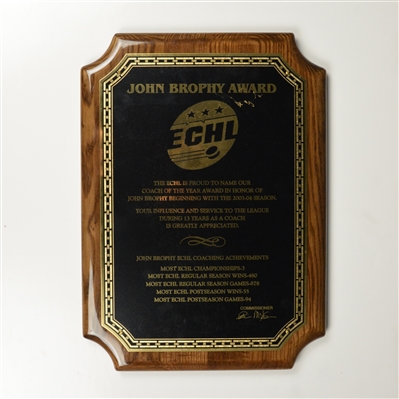 JOHN BROPHY AWARD
ECHL
THE ECHL IS PROUD TO NAME OUR
COACH OF THE YEAR AWARD IN HONOR OF
JOHN BROPHY BEGINNING WITH THE 2003-04 SEASON.
YOUR INFLUENCE AND SERVICE TO THE LEAGUE
DURING 13 YEARS AS A COACH
IS GREATLY APPRECIATED.
JOHN BROPHY ECHL COACHING ACHIEVEMENTS
MOST ECHL CHAMPIONSHIPS-3
MOST ECHL REGULAR SEASON WINS-480
MOST ECHL REGULAR SEASON GAMES-878
MOST ECHL POSTSEASON WINS-55
MOST ECHL POSTSEASON GAMES-94
COMMISSIONER